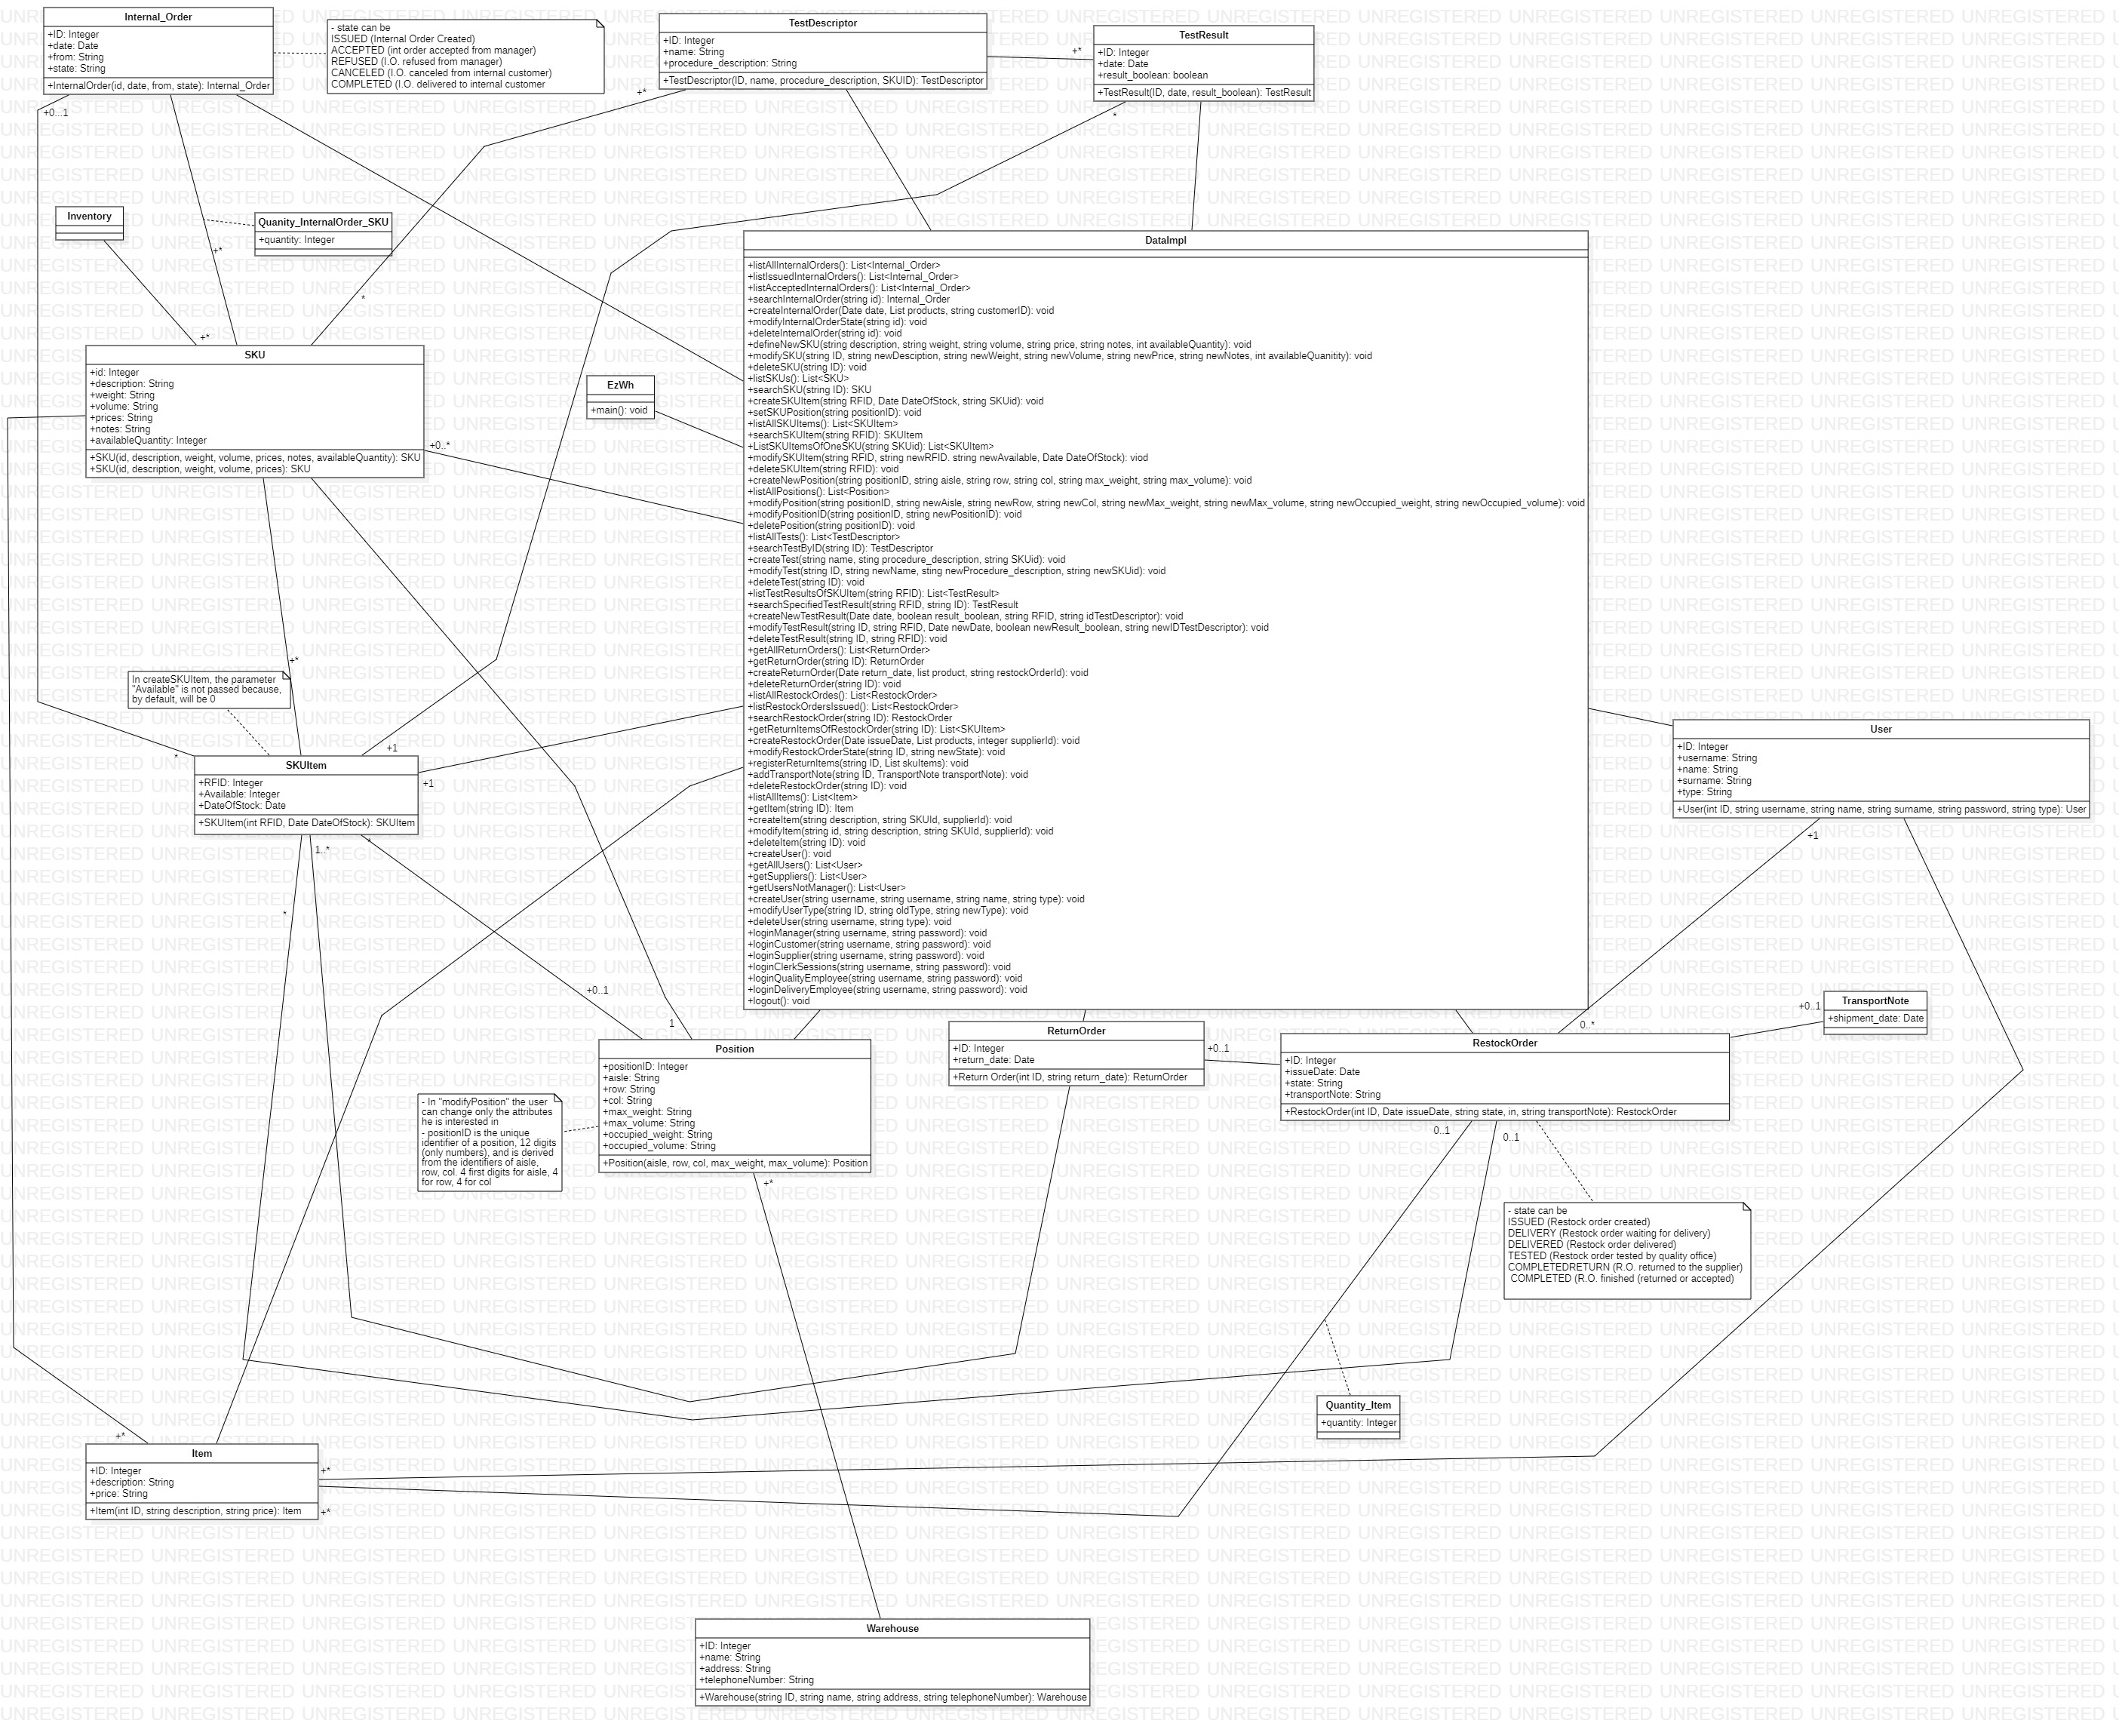 Internal_Order
+ID: Integer
+date: Date
+from: String
+state: String
+InternalOrder(id, date, from, state): Internal_Order
- state can be
ISSUED (Internal Order Created)
ACCEPTED (int order accepted from manager)
REFUSED (I.O. refused from manager)
CANCELED (I.O. canceled from internal customer)
COMPLETED (I.O. delivered to internal customer
TestDescriptor
+ID: Integer
+name: String
+procedure_description: String
+TestDescriptor(ID, name, procedure_description, SKUID): TestDescriptor
+*
TestResult
+ID: Integer
+date: Date
+result_boolean: boolean
+TestResult(ID, date, result_boolean): TestResult
+*
*
+0...1
Inventory
Quanity_InternalOrder_SKU
+quantity: Integer
+*
*
+*
SKU
+id: Integer
+description: String
+weight: String
+volume: String
+prices: String
+notes: String
+availableQuantity: Integer
+SKU(id, description, weight, volume, prices, notes, availableQuantity): SKU
+SKU(id, description, weight, volume, prices): SKU
+0..*
EzWh
+main(): void
DataImpl
+listAllInternalOrders(): List<Internal_Order>
+listIssuedInternalOrders(): List<Internal_Order>
+listAcceptedInternalOrders(): List<Internal_Order>
+searchInternalOrder(string id): Internal_Order
+createInternalOrder(Date date, List products, string customerID): void
+modifyInternalOrderState(string id): void
+deleteInternalOrder(string id): void
+defineNewSKU(string description, string weight, string volume, string price, string notes, int availableQuantity): void
+modifySKU(string ID, string newDesciption, string newWeight, string newVolume, string newPrice, string newNotes, int availableQuanitity): void
+deleteSKU(string ID): void
+listSKUs(): List<SKU>
+searchSKU(string ID): SKU
+createSKUItem(string RFID, Date DateOfStock, string SKUid): void
+setSKUPosition(string positionID): void
+listAllSKUItems(): List<SKUItem>
+searchSKUItem(string RFID): SKUItem
+ListSKUItemsOfOneSKU(string SKUid): List<SKUItem>
+modifySKUItem(string RFID, string newRFID. string newAvailable, Date DateOfStock): viod
+deleteSKUItem(string RFID): void
+createNewPosition(string positionID, string aisle, string row, string col, string max_weight, string max_volume): void
+listAllPositions(): List<Position>
+modifyPosition(string positionID, string newAisle, string newRow, string newCol, string newMax_weight, string newMax_volume, string newOccupied_weight, string newOccupied_volume): void
+modifyPositionID(string positionID, string newPositionID): void
+deletePosition(string positionID): void
+listAllTests(): List<TestDescriptor>
+searchTestByID(string ID): TestDescriptor
+createTest(string name, sting procedure_description, string SKUid): void
+modifyTest(string ID, string newName, sting newProcedure_description, string newSKUid): void
+deleteTest(string ID): void
+listTestResultsOfSKUItem(string RFID): List<TestResult>
+searchSpecifiedTestResult(string RFID, string ID): TestResult
+createNewTestResult(Date date, boolean result_boolean, string RFID, string idTestDescriptor): void
+modifyTestResult(string ID, string RFID, Date newDate, boolean newResult_boolean, string newIDTestDescriptor): void
+deleteTestResult(string ID, string RFID): void
+getAllReturnOrders(): List<ReturnOrder>
+getReturnOrder(string ID): ReturnOrder
+createReturnOrder(Date return_date, list product, string restockOrderId): void
+deleteReturnOrder(string ID): void
+listAllRestockOrdes(): List<RestockOrder>
+listRestockOrdersIssued(): List<RestockOrder>
+searchRestockOrder(string ID): RestockOrder
+getReturnItemsOfRestockOrder(string ID): List<SKUItem>
+createRestockOrder(Date issueDate, List products, integer supplierId): void
+modifyRestockOrderState(string ID, string newState): void
+registerReturnItems(string ID, List skuItems): void
+addTransportNote(string ID, TransportNote transportNote): void
+deleteRestockOrder(string ID): void
+listAllItems(): List<Item>
+getItem(string ID): Item
+createItem(string description, string SKUId, supplierId): void
+modifyItem(string id, string description, string SKUId, supplierId): void
+deleteItem(string ID): void
+createUser(): void
+getAllUsers(): List<User>
+getSuppliers(): List<User>
+getUsersNotManager(): List<User>
+createUser(string username, string username, string name, string type): void
+modifyUserType(string ID, string oldType, string newType): void
+deleteUser(string username, string type): void
+loginManager(string username, string password): void
+loginCustomer(string username, string password): void
+loginSupplier(string username, string password): void
+loginClerkSessions(string username, string password): void
+loginQualityEmployee(string username, string password): void
+loginDeliveryEmployee(string username, string password): void
+logout(): void
+*
In createSKUItem, the parameter
"Available" is not passed because,
by default, will be 0
+1
*
SKUItem
+RFID: Integer
+Available: Integer
+DateOfStock: Date
+SKUItem(int RFID, Date DateOfStock): SKUItem
+1
1..*
*
*
User
+ID: Integer
+username: String
+name: String
+surname: String
+type: String
+User(int ID, string username, string name, string surname, string password, string type): User
+1
+0..1
1
0..*
TransportNote
+shipment_date: Date
+0..1
Position
+positionID: Integer
+aisle: String
+row: String
+col: String
+max_weight: String
+max_volume: String
+occupied_weight: String
+occupied_volume: String
+Position(aisle, row, col, max_weight, max_volume): Position
+*
- In "modifyPosition" the user
can change only the attributes
he is interested in
- positionID is the unique
identifier of a position, 12 digits
(only numbers), and is derived
from the identifiers of aisle,
row, col. 4 first digits for aisle, 4
for row, 4 for col
ReturnOrder
+ID: Integer
+return_date: Date
+Return Order(int ID, string return_date): ReturnOrder
+0..1
RestockOrder
+ID: Integer
+issueDate: Date
+state: String
+transportNote: String
+RestockOrder(int ID, Date issueDate, string state, in, string transportNote): RestockOrder
0..1
0..1
- state can be
ISSUED (Restock order created)
DELIVERY (Restock order waiting for delivery)
DELIVERED (Restock order delivered)
TESTED (Restock order tested by quality office)
COMPLETEDRETURN (R.O. returned to the supplier)
COMPLETED (R.O. finished (returned or accepted)
Quantity_Item
+quantity: Integer
+*
Item
+ID: Integer
+description: String
+price: String
+Item(int ID, string description, string price): Item
+*
+*
Warehouse
+ID: Integer
+name: String
+address: String
+telephoneNumber: String
+Warehouse(string ID, string name, string address, string telephoneNumber): Warehouse